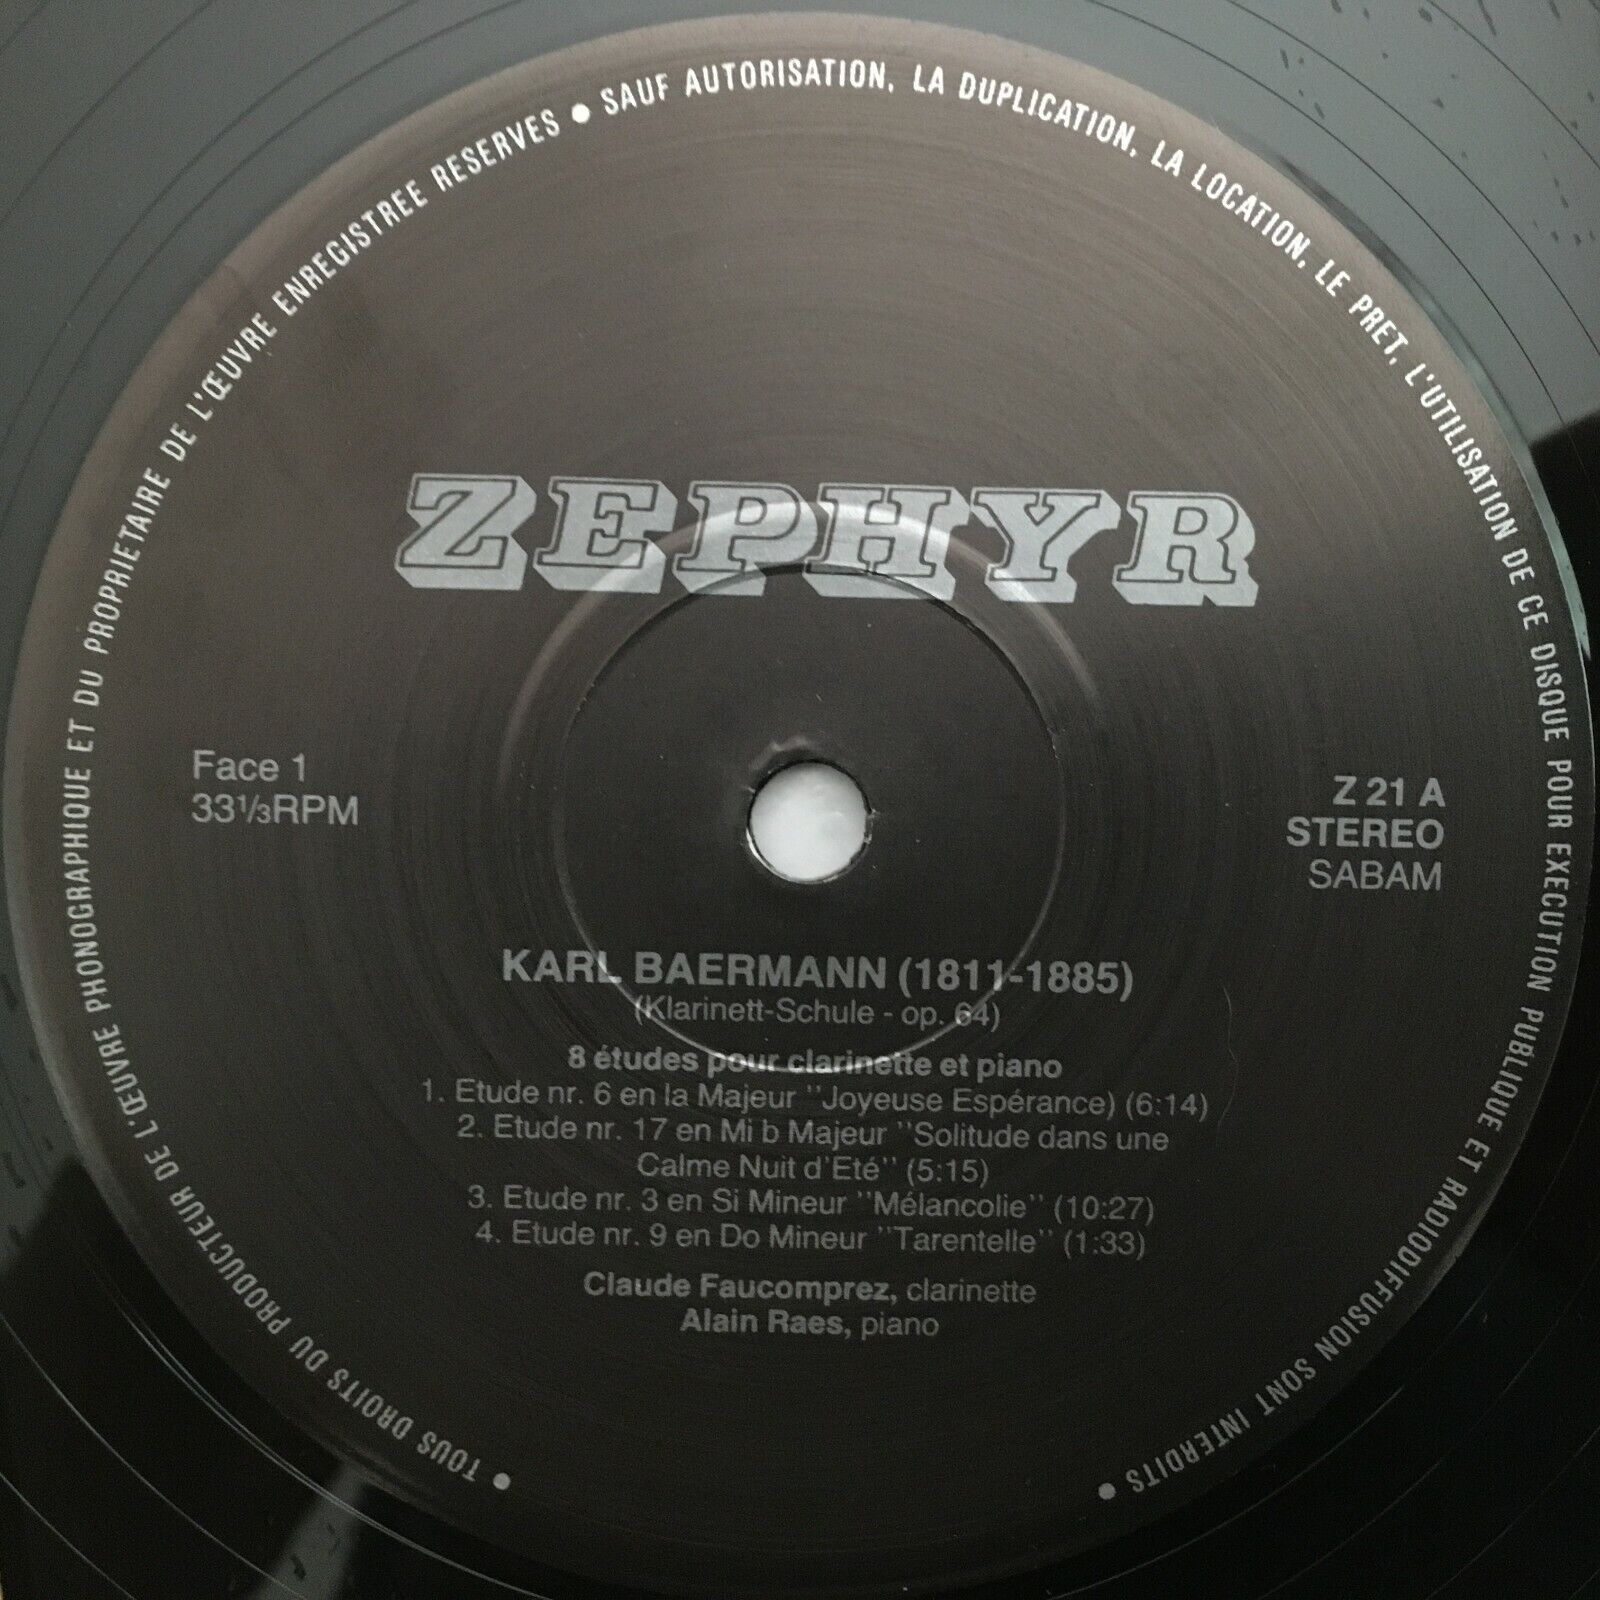 TOUS DROITS DU PRODUCTEUR DE L'ŒUVRE PHONOGRAPHIQUE ET DU PROPRIETAIRE DE L'ŒUVRE ENREGISTREE RESERVES • SAUF AUTORISATION, LA DUPLICATION, LA LOCATION, LE PRET, L'UTILISATION DE CE DISQUE POUR EXECUTION PUBLIQUE ET RADIODIFFUSION SONT INTERDITS •
ZEPHYR
Face 1
33⅓RPM
Z 21 A
STEREO
SABAM
KARL BAERMANN (1811-1885)
(Klarinett-Schule - op. 64)
8 études pour clarinette et piano
1. Etude nr. 6 en la Majeur "Joyeuse Espérance) (6:14)
2. Etude nr. 17 en Mi b Majeur "Solitude dans une
Calme Nuit d'Eté" (5:15)
3. Etude nr. 3 en Si Mineur "Mélancolie" (10:27)
4. Etude nr. 9 en Do Mineur "Tarentelle" (1:33)
Claude Faucomprez, clarinette
Alain Raes, piano